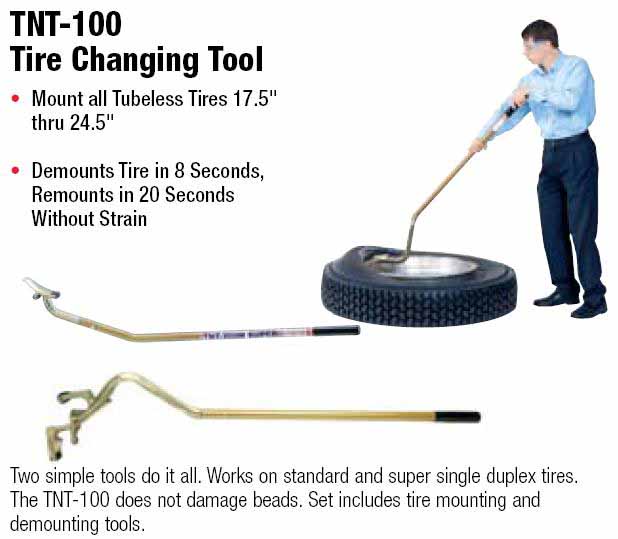 TNT-100
Tire Changing Tool
• Mount all Tubeless Tires 17.5"
thru 24.5"
• Demounts Tire in 8 Seconds,
Remounts in 20 Seconds
Without Strain
Two simple tools do it all. Works on standard and super single duplex tires.
The TNT-100 does not damage beads. Set includes tire mounting and
demounting tools.